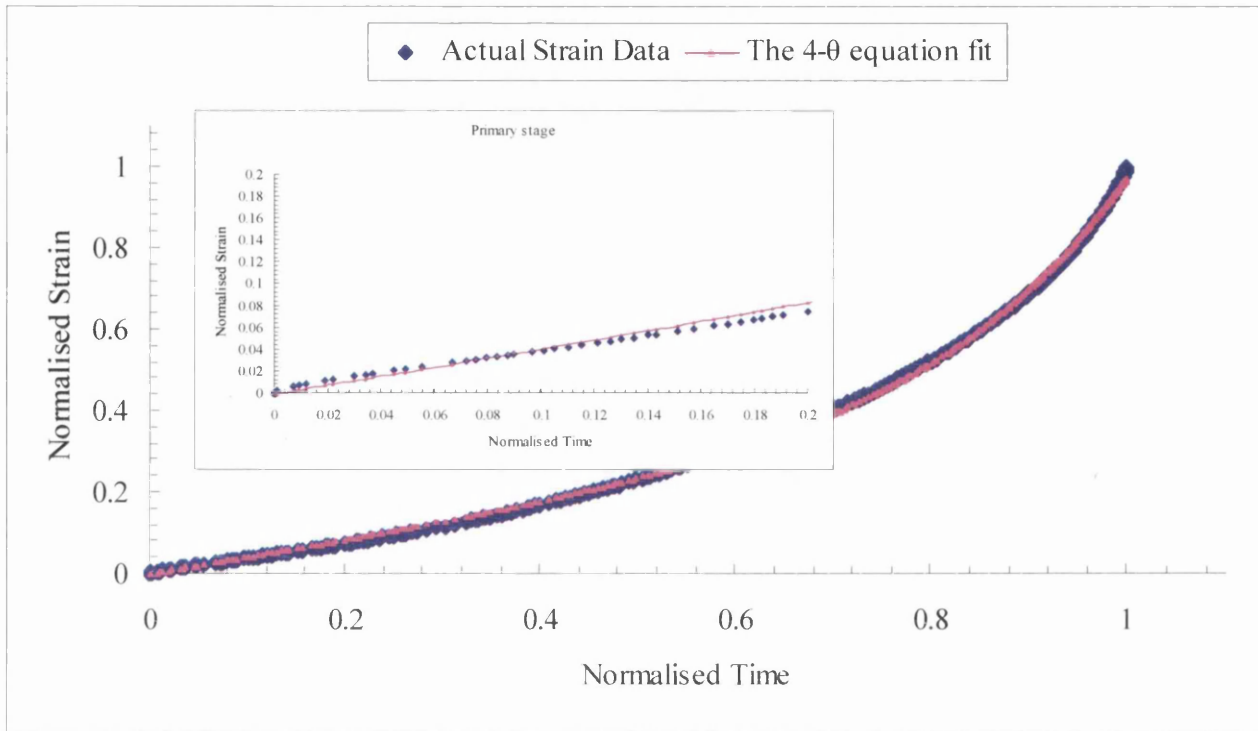 Actual Strain Data
The 4-θ equation fit
Primary stage
Normalised Strain
0.2
0.18
0.16
0.14
0.12
0.1
0.08
0.06
0.04
0.02
0
0 0.02 0.04 0.06 0.08 0.1 0.12 0.14 0.16 0.18 0.2
Normalised Time
Normalised Strain
1
0.8
0.6
0.4
0.2
0
0 0.2 0.4 0.6 0.8 1
Normalised Time